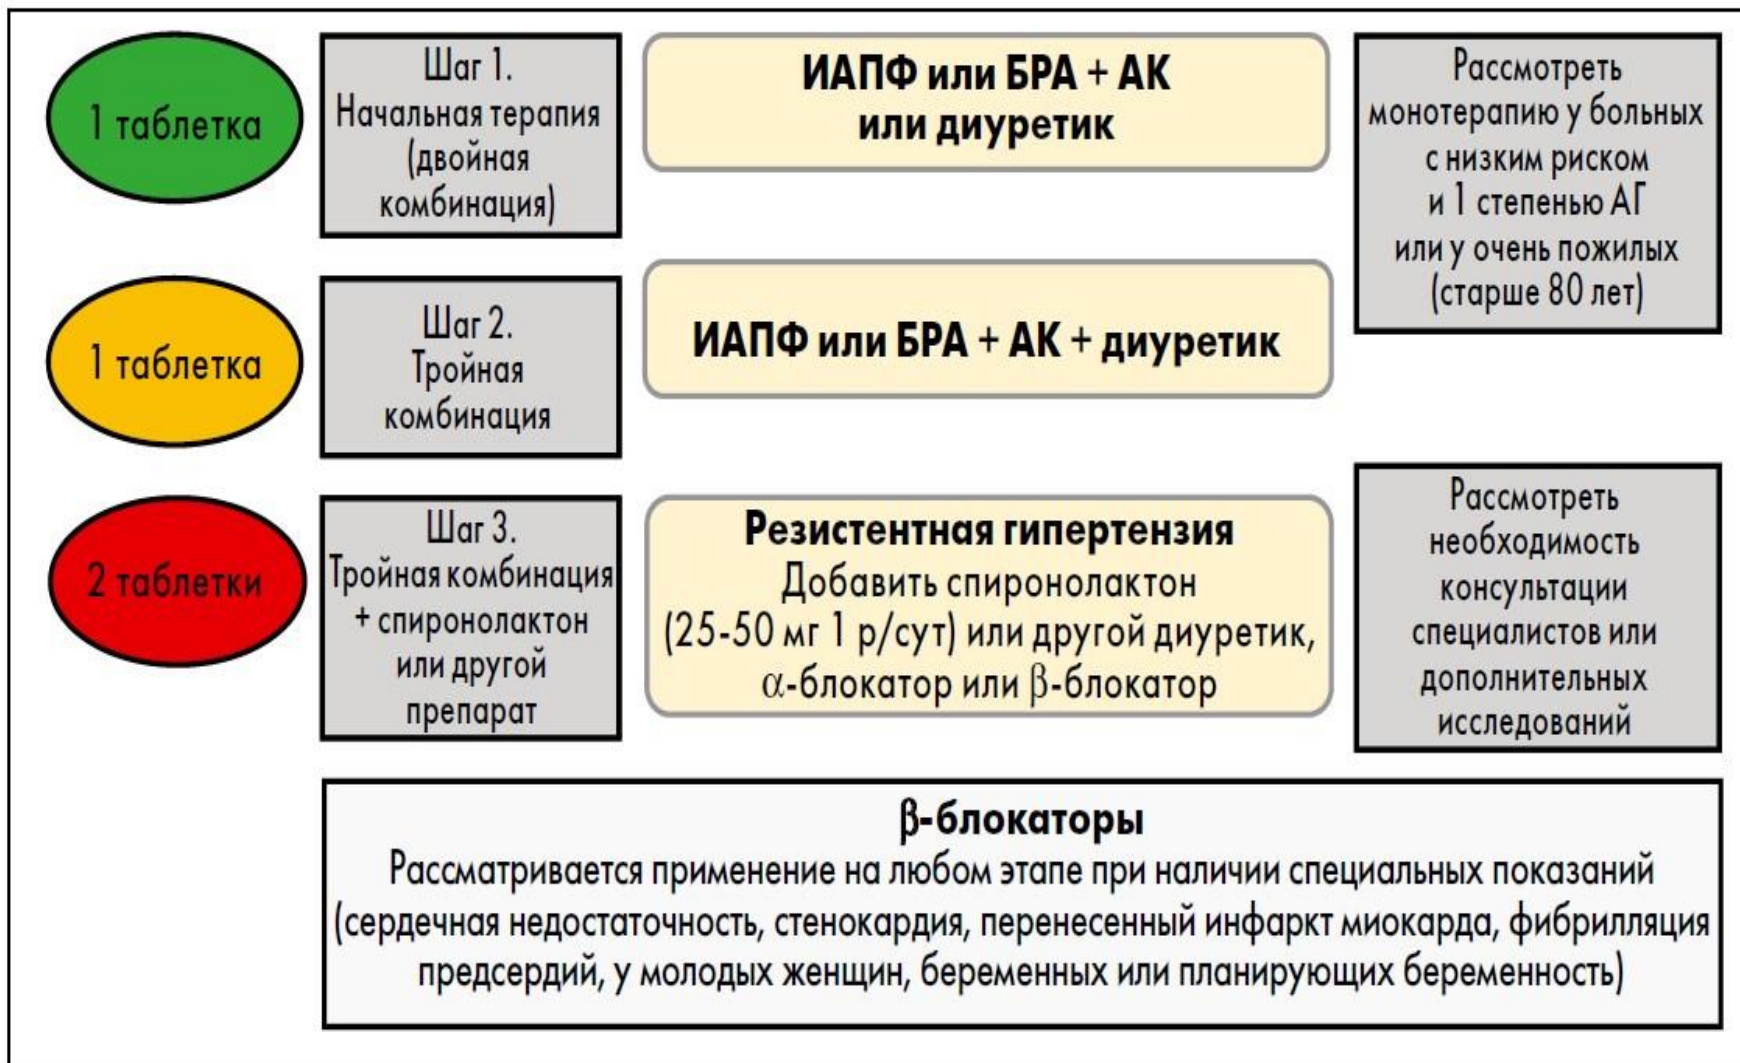 1 таблетка
Шаг 1.
Начальная терапия
(двойная
комбинация)
ИАПФ или БРА + АК
или диуретик
Рассмотреть
монотерапию у больных
с низким риском
и 1 степенью АГ
или у очень пожилых
(старше 80 лет)
1 таблетка
Шаг 2.
Тройная
комбинация
ИАПФ или БРА + АК + диуретик
2 таблетки
Шаг 3.
Тройная комбинация
+ спиронолактон
или другой
препарат
Резистентная гипертензия
Добавить спиронолактон
(25-50 мг 1 р/сут) или другой диуретик,
α-блокатор или β-блокатор
Рассмотреть
необходимость
консультации
специалистов или
дополнительных
исследований
β-блокаторы
Рассматривается применение на любом этапе при наличии специальных показаний
(сердечная недостаточность, стенокардия, перенесенный инфаркт миокарда, фибрилляция
предсердий, у молодых женщин, беременных или планирующих беременность)